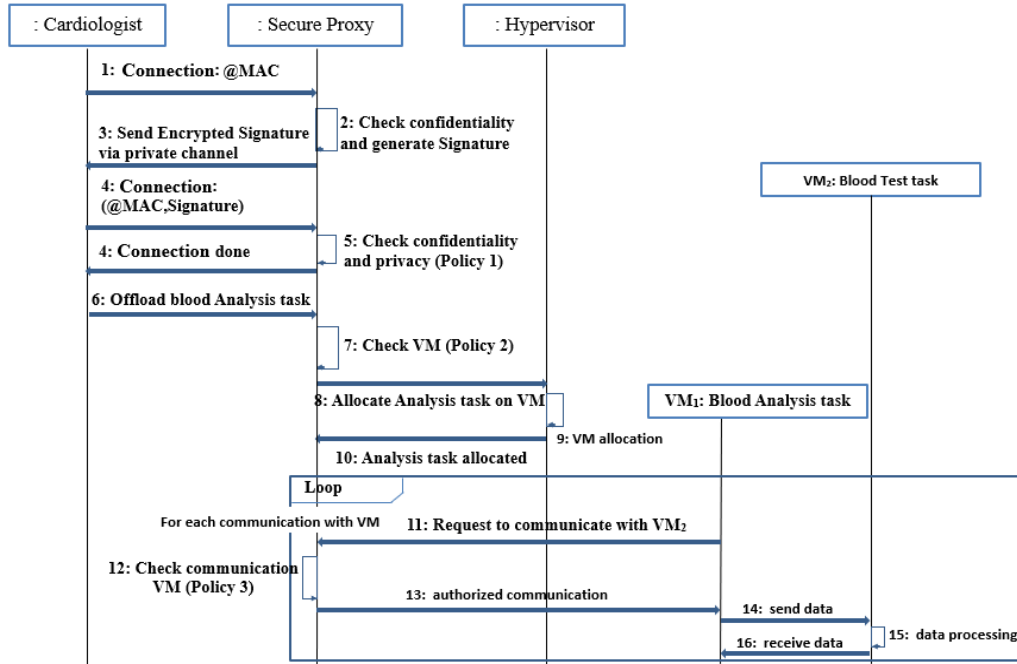 : Cardiologist
: Secure Proxy
: Hypervisor
1: Connection: @MAC
2: Check confidentiality
and generate Signature
3: Send Encrypted Signature
via private channel
VM₂: Blood Test task
4: Connection:
(@MAC,Signature)
5: Check confidentiality
and privacy (Policy 1)
4: Connection done
6: Offload blood Analysis task
7: Check VM (Policy 2)
8: Allocate Analysis task on VM
VM₁: Blood Analysis task
9: VM allocation
10: Analysis task allocated
Loop
For each communication with VM
11: Request to communicate with VM₂
12: Check communication
VM (Policy 3)
13: authorized communication
14: send data
15: data processing
16: receive data